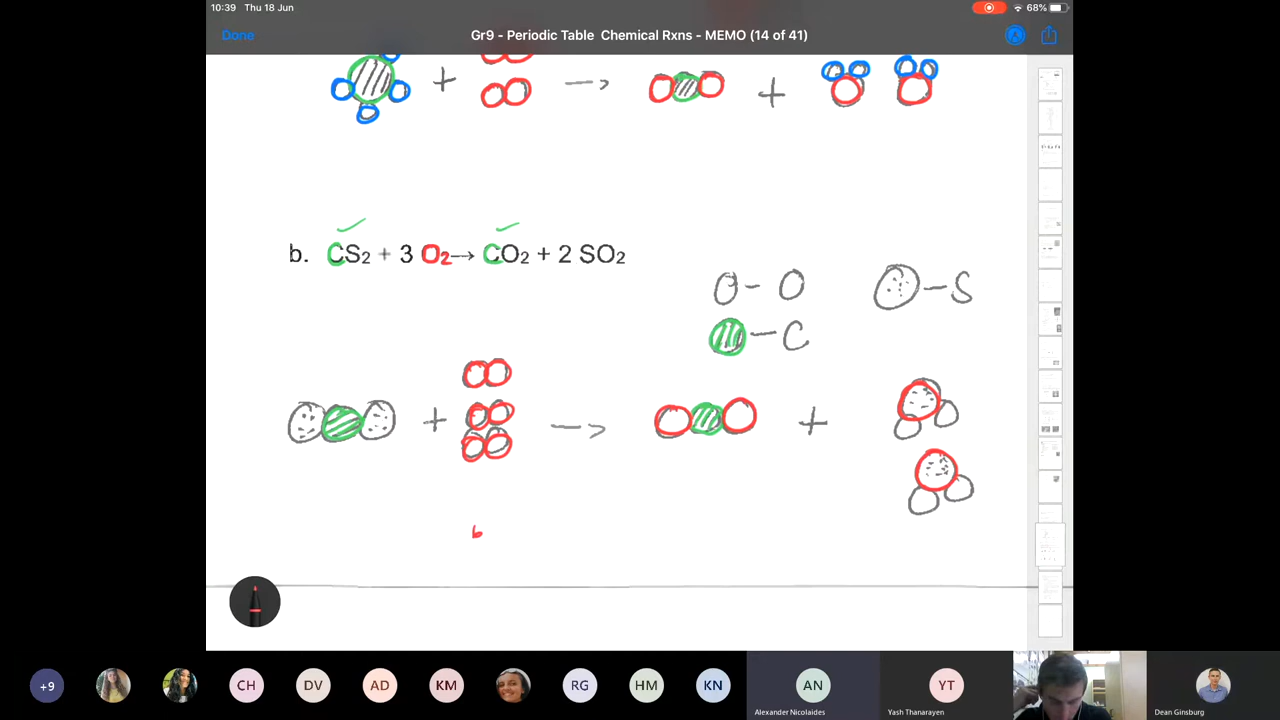 10:39 Thu 18 Jun 68%
Done Gr9 - Periodic Table Chemical Rxns - MEMO (14 of 41)
+ → +
b. CS2 + 3 O2→ CO2 + 2 SO2
O - O
- S
- C
+ → +
+9 CH DV AD KM RG HM KN AN YT
Alexander Nicolaides Yash Thanarayen Dean Ginsburg